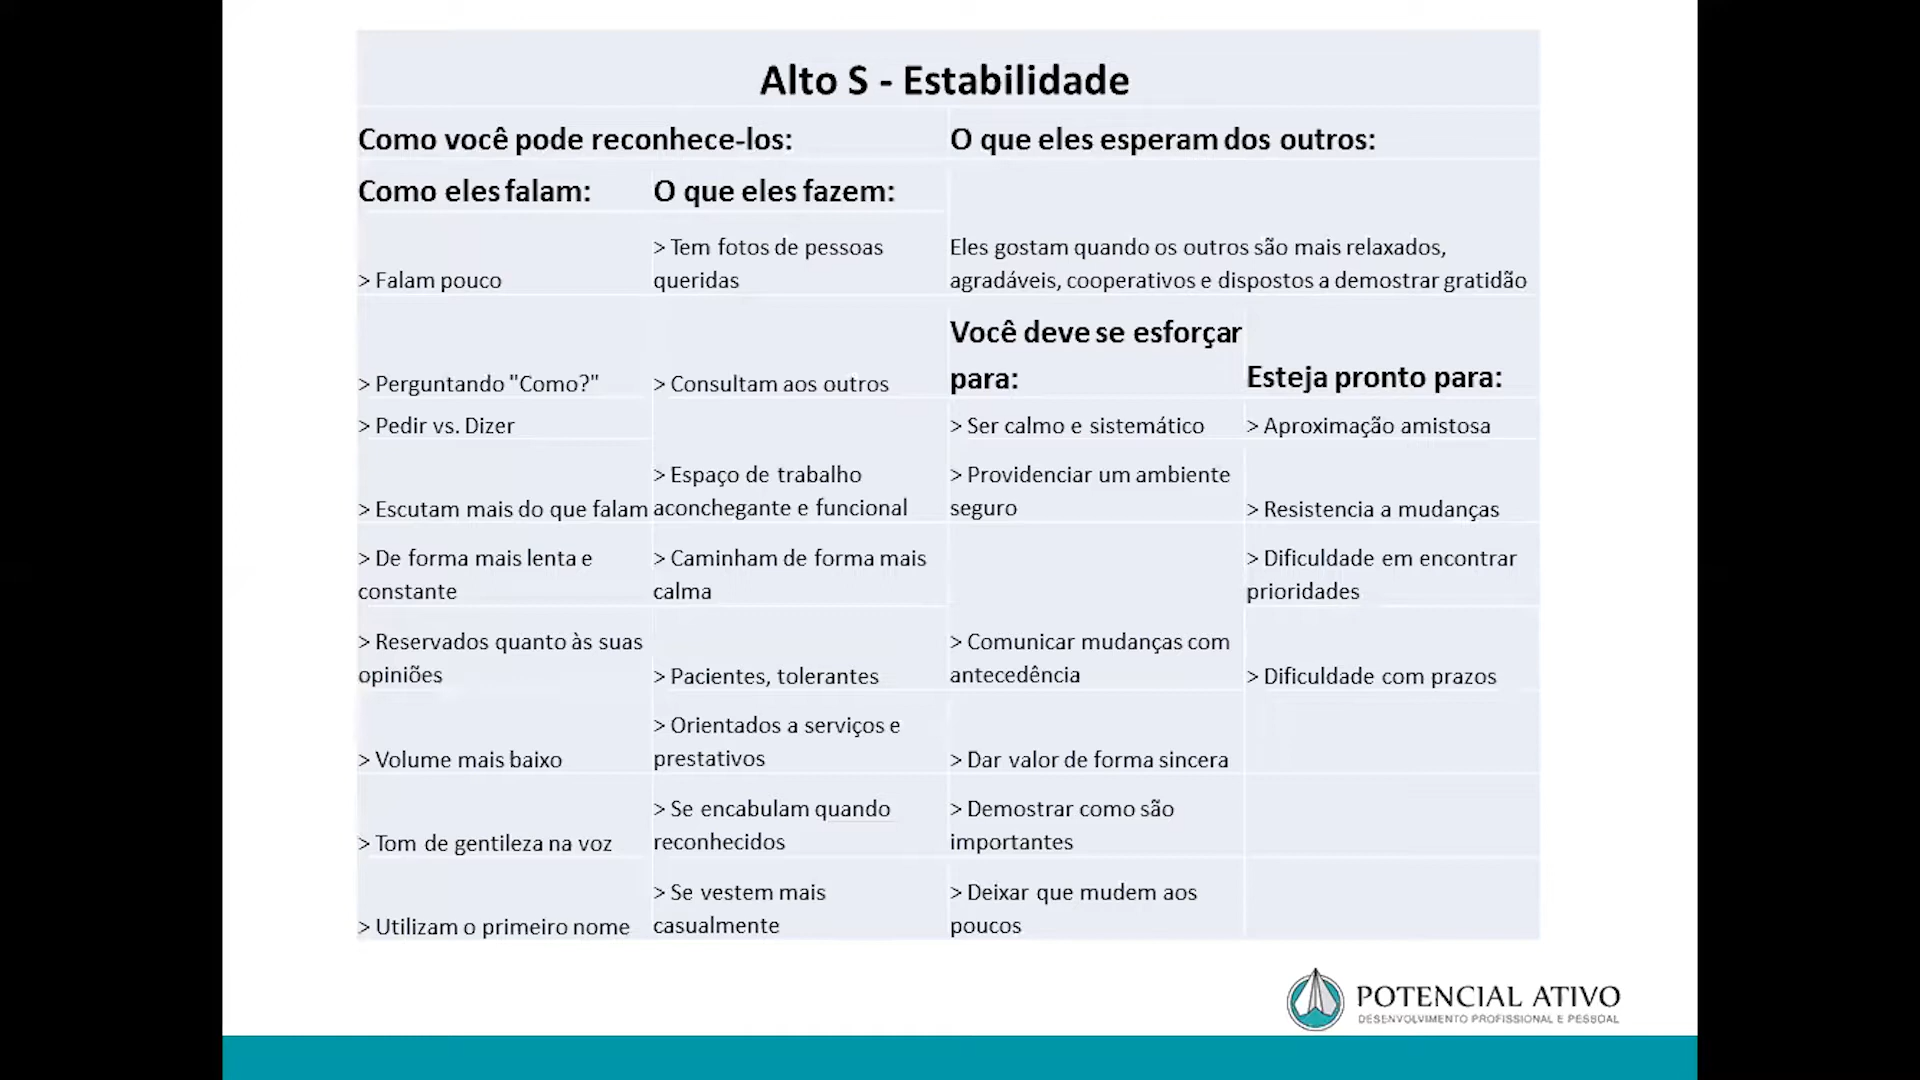 Alto S - Estabilidade
Como você pode reconhece-los:
O que eles esperam dos outros:
Como eles falam:
O que eles fazem:
> Falam pouco
> Tem fotos de pessoas
queridas
Eles gostam quando os outros são mais relaxados,
agradáveis, cooperativos e dispostos a demostrar gratidão
> Perguntando "Como?"
> Consultam aos outros
Você deve se esforçar
para:
Esteja pronto para:
> Pedir vs. Dizer
> Ser calmo e sistemático
> Aproximação amistosa
> Escutam mais do que falam
> Espaço de trabalho
aconchegante e funcional
> Providenciar um ambiente
seguro
> Resistencia a mudanças
> De forma mais lenta e
constante
> Caminham de forma mais
calma
> Dificuldade em encontrar
prioridades
> Reservados quanto às suas
opiniões
> Pacientes, tolerantes
> Comunicar mudanças com
antecedência
> Dificuldade com prazos
> Volume mais baixo
> Orientados a serviços e
prestativos
> Dar valor de forma sincera
> Tom de gentileza na voz
> Se encabulam quando
reconhecidos
> Demostrar como são
importantes
> Utilizam o primeiro nome
> Se vestem mais
casualmente
> Deixar que mudem aos
poucos
POTENCIAL ATIVO
DESENVOLVIMENTO PROFISSIONAL E PESSOAL